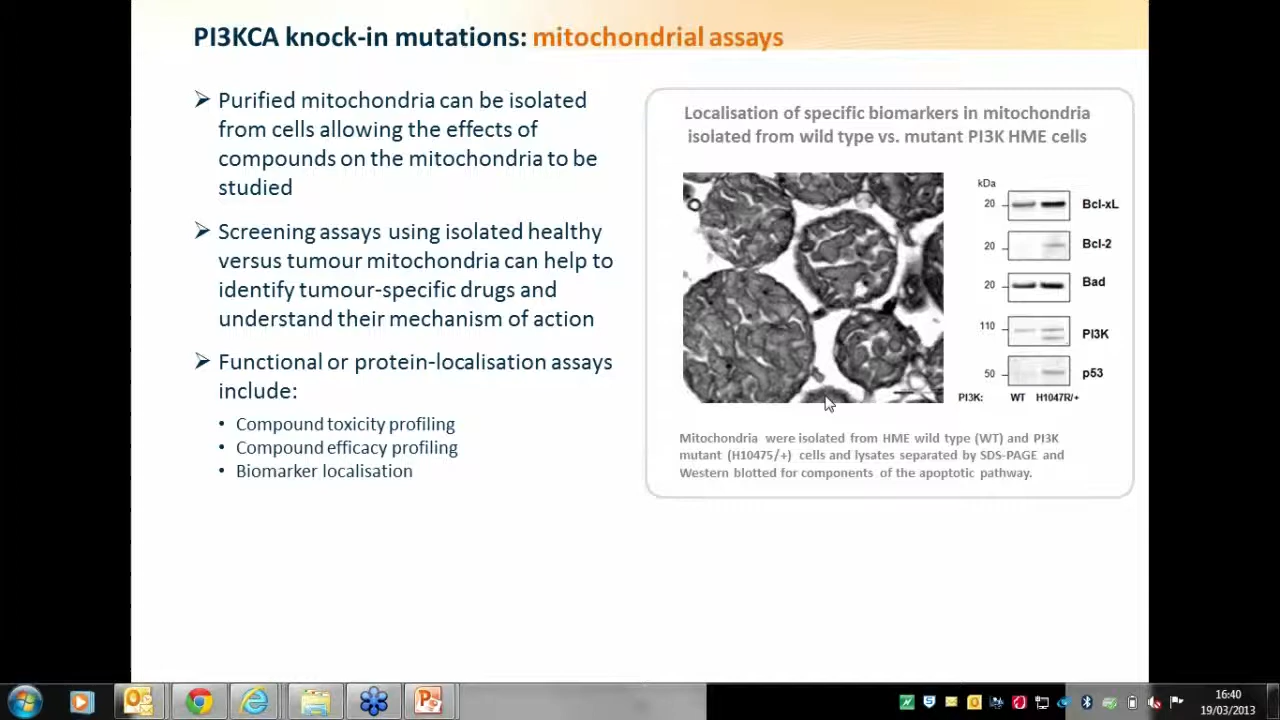 PI3KCA knock-in mutations: mitochondrial assays
Purified mitochondria can be isolated
from cells allowing the effects of
compounds on the mitochondria to be
studied
Screening assays using isolated healthy
versus tumour mitochondria can help to
identify tumour-specific drugs and
understand their mechanism of action
Functional or protein-localisation assays
include:
• Compound toxicity profiling
• Compound efficacy profiling
• Biomarker localisation
Localisation of specific biomarkers in mitochondria
isolated from wild type vs. mutant PI3K HME cells
kDa
20 Bcl-xL
20 Bcl-2
20 Bad
110 PI3K
50 p53
PI3K: WT H1047R/+
Mitochondria were isolated from HME wild type (WT) and PI3K
mutant (H10475/+) cells and lysates separated by SDS-PAGE and
Western blotted for components of the apoptotic pathway.
16:40
19/03/2013